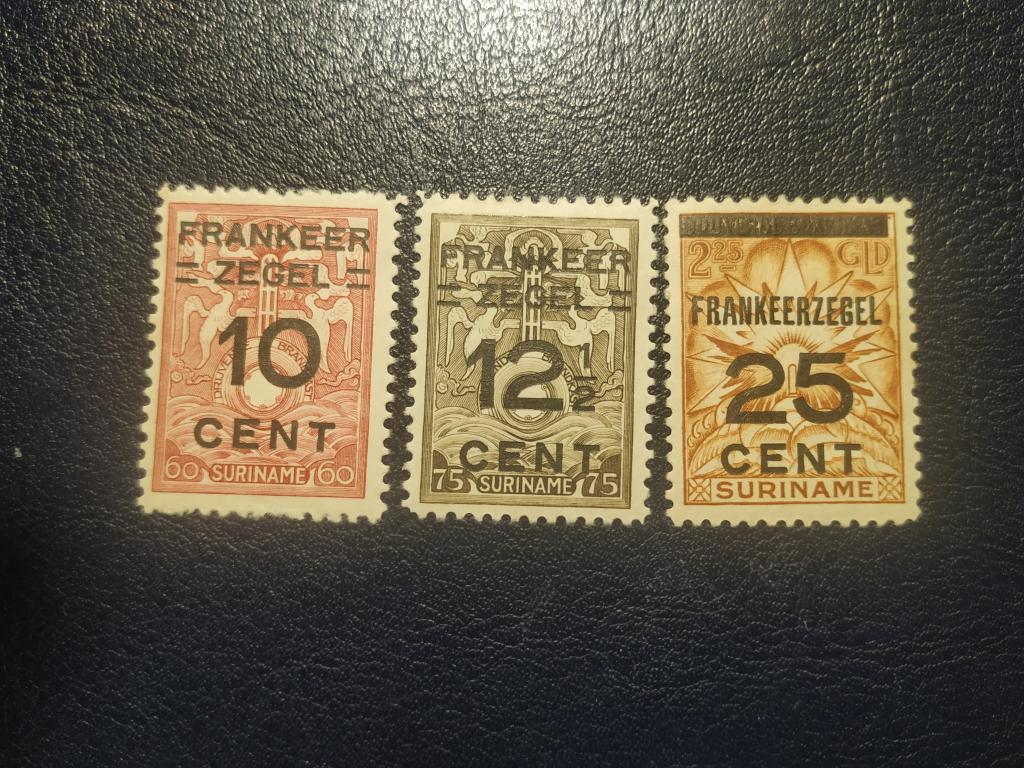 FRANKEER
ZEGEL
10
CENT
60 SURINAME 60
FRANKEER
ZEGEL
12 1/2
CENT
75 SURINAME 75
2 25 GLD
FRANKEERZEGEL
25
CENT
SURINAME